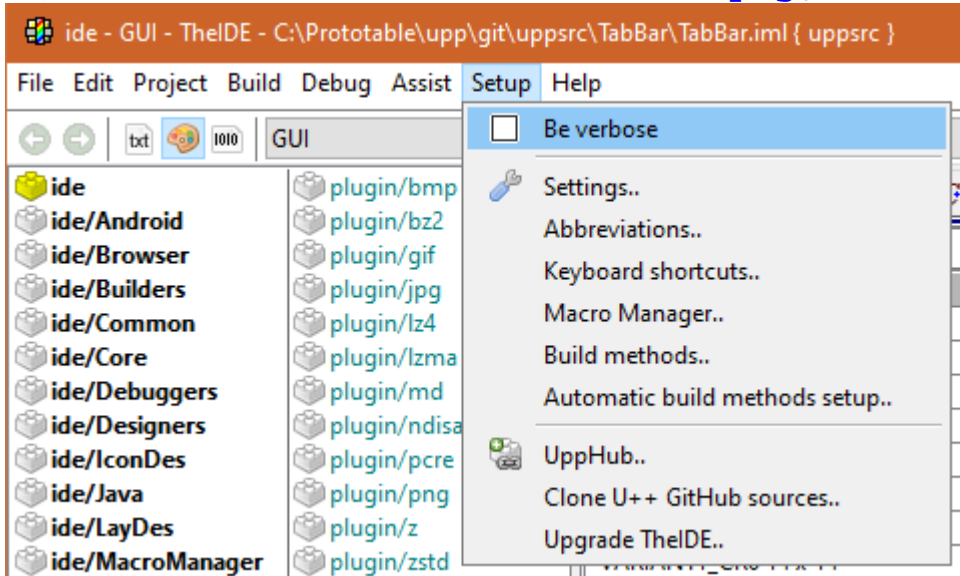 ide - GUI - TheIDE - C:\Prototable\upp\git\uppsrc\TabBar\TabBar.iml { uppsrc }
File Edit Project Build Debug Assist Setup Help
txt 1010 GUI
Be verbose
Settings..
Abbreviations..
Keyboard shortcuts..
Macro Manager..
Build methods..
Automatic build methods setup..
UppHub..
Clone U++ GitHub sources..
Upgrade TheIDE..
ide
ide/Android
ide/Browser
ide/Builders
ide/Common
ide/Core
ide/Debuggers
ide/Designers
ide/IconDes
ide/Java
ide/LayDes
ide/MacroManager
plugin/bmp
plugin/bz2
plugin/gif
plugin/jpg
plugin/lz4
plugin/lzma
plugin/md
plugin/ndisa
plugin/pcre
plugin/png
plugin/z
plugin/zstd